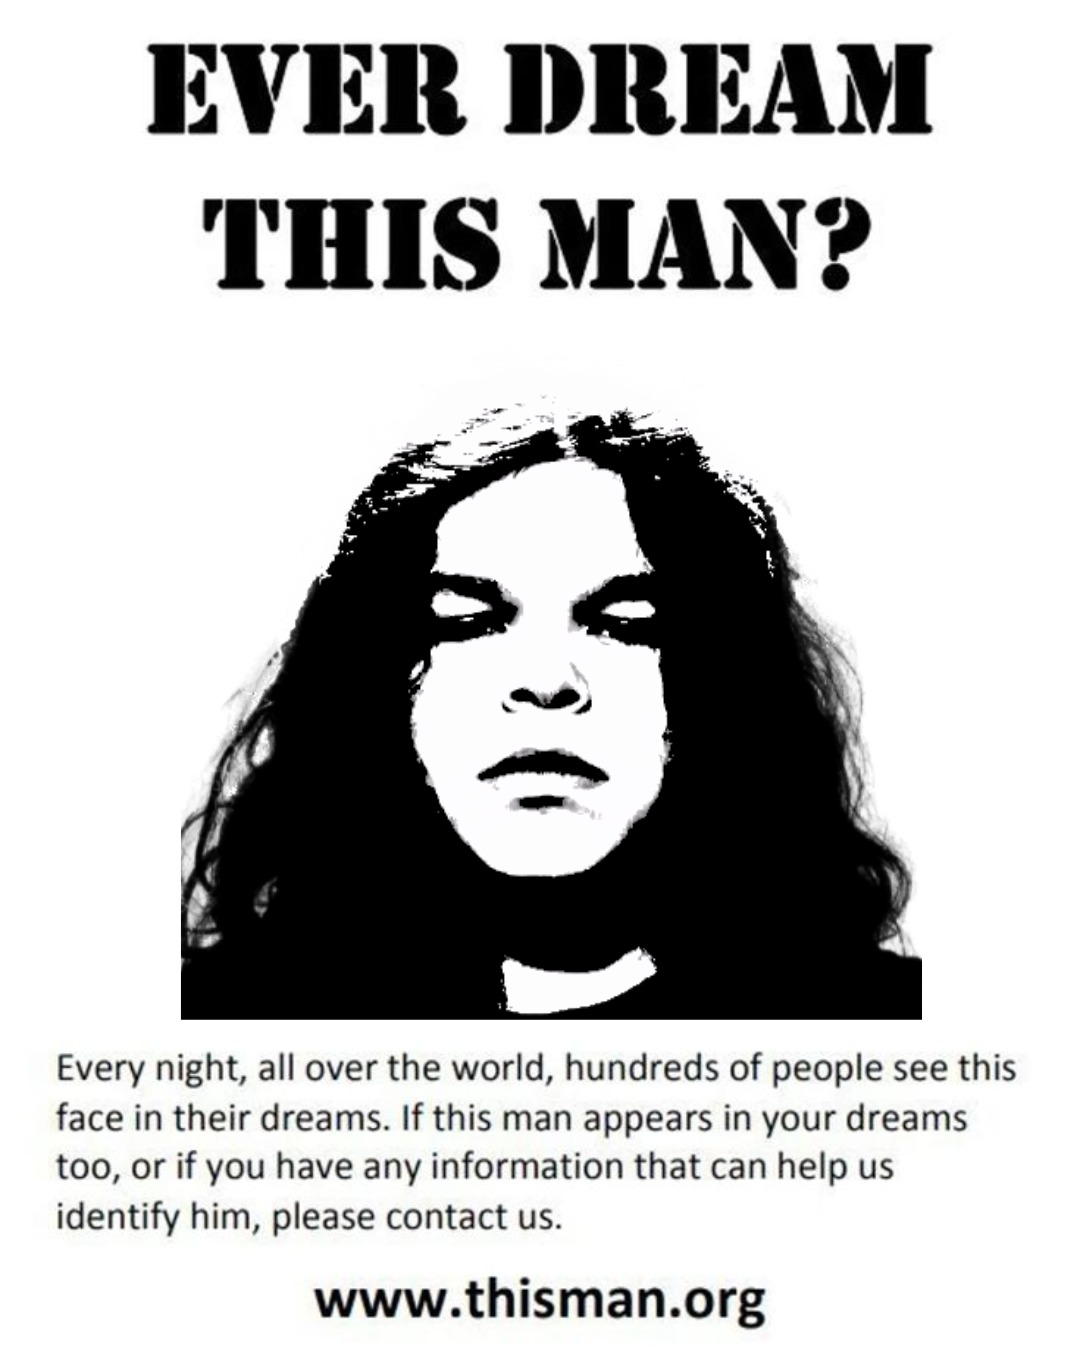 EVER DREAM
THIS MAN?
Every night, all over the world, hundreds of people see this
face in their dreams. If this man appears in your dreams
too, or if you have any information that can help us
identify him, please contact us.
www.thisman.org